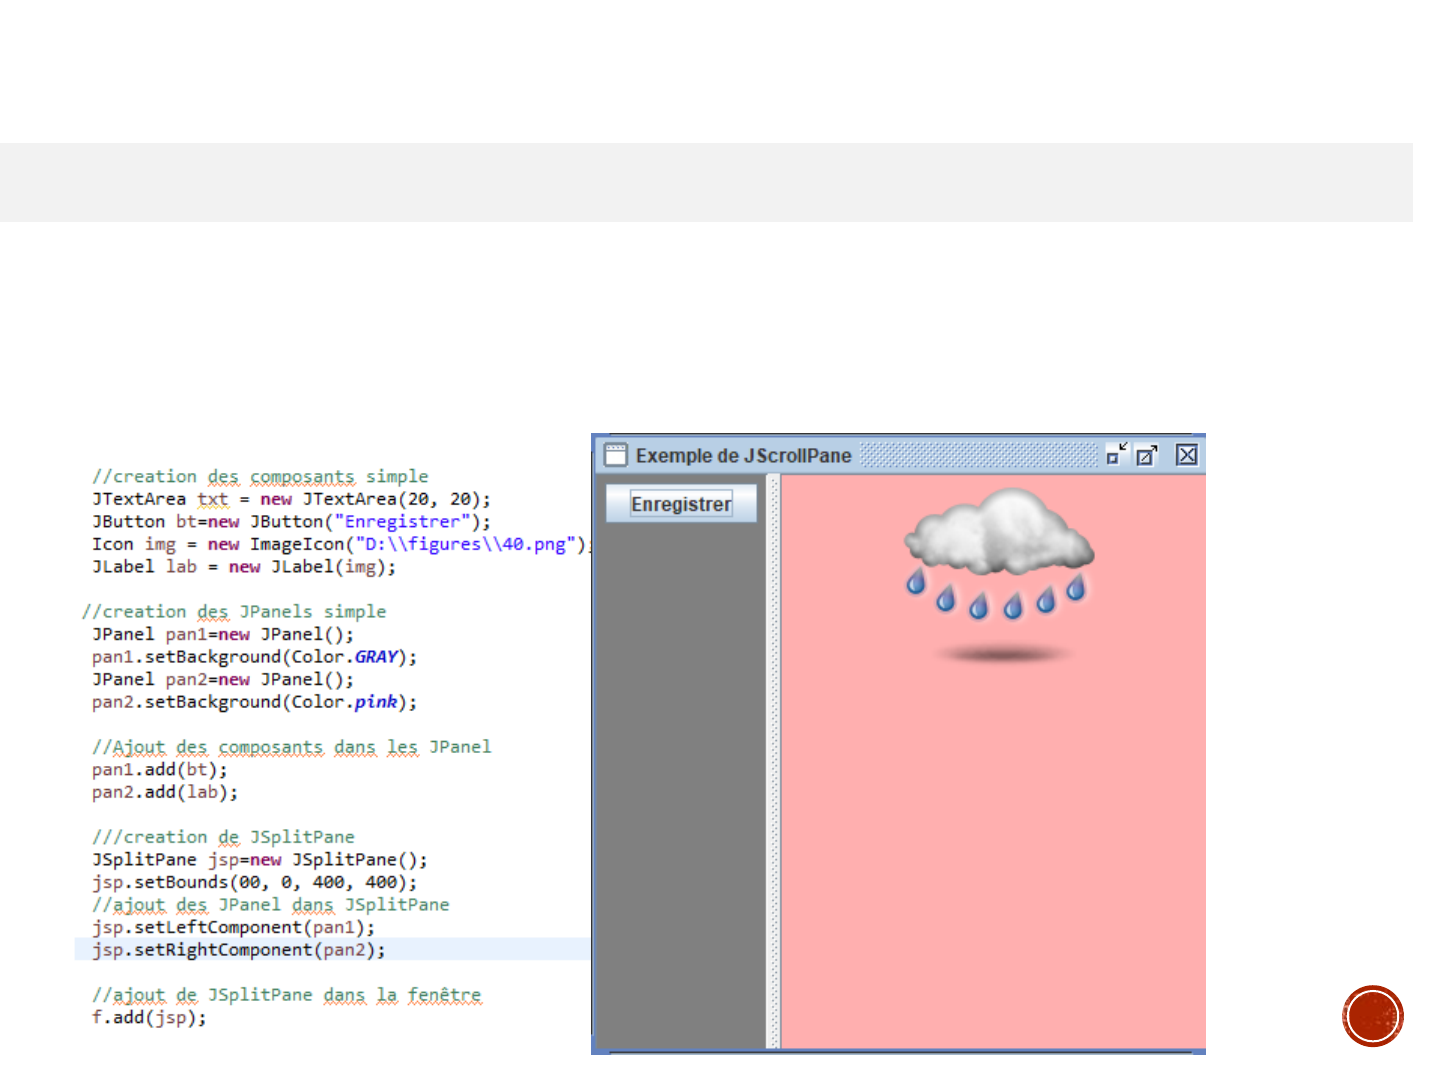 //creation des composants simple
JTextArea txt = new JTextArea(20, 20);
JButton bt=new JButton("Enregistrer");
Icon img = new ImageIcon("D:\\figures\\40.png");
JLabel lab = new JLabel(img);
//creation des JPanels simple
JPanel pan1=new JPanel();
pan1.setBackground(Color.GRAY);
JPanel pan2=new JPanel();
pan2.setBackground(Color.pink);
//Ajout des composants dans les JPanel
pan1.add(bt);
pan2.add(lab);
///creation de JSplitPane
JSplitPane jsp=new JSplitPane();
jsp.setBounds(00, 0, 400, 400);
//ajout des JPanel dans JSplitPane
jsp.setLeftComponent(pan1);
jsp.setRightComponent(pan2);
//ajout de JSplitPane dans la fenêtre
f.add(jsp);
Exemple de JScrollPane
Enregistrer